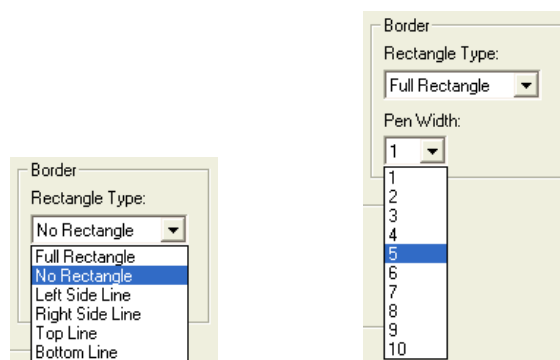 Border
Rectangle Type:
No Rectangle
Full Rectangle
No Rectangle
Left Side Line
Right Side Line
Top Line
Bottom Line
Border
Rectangle Type:
Full Rectangle
Pen Width:
1
1
2
3
4
5
6
7
8
9
10